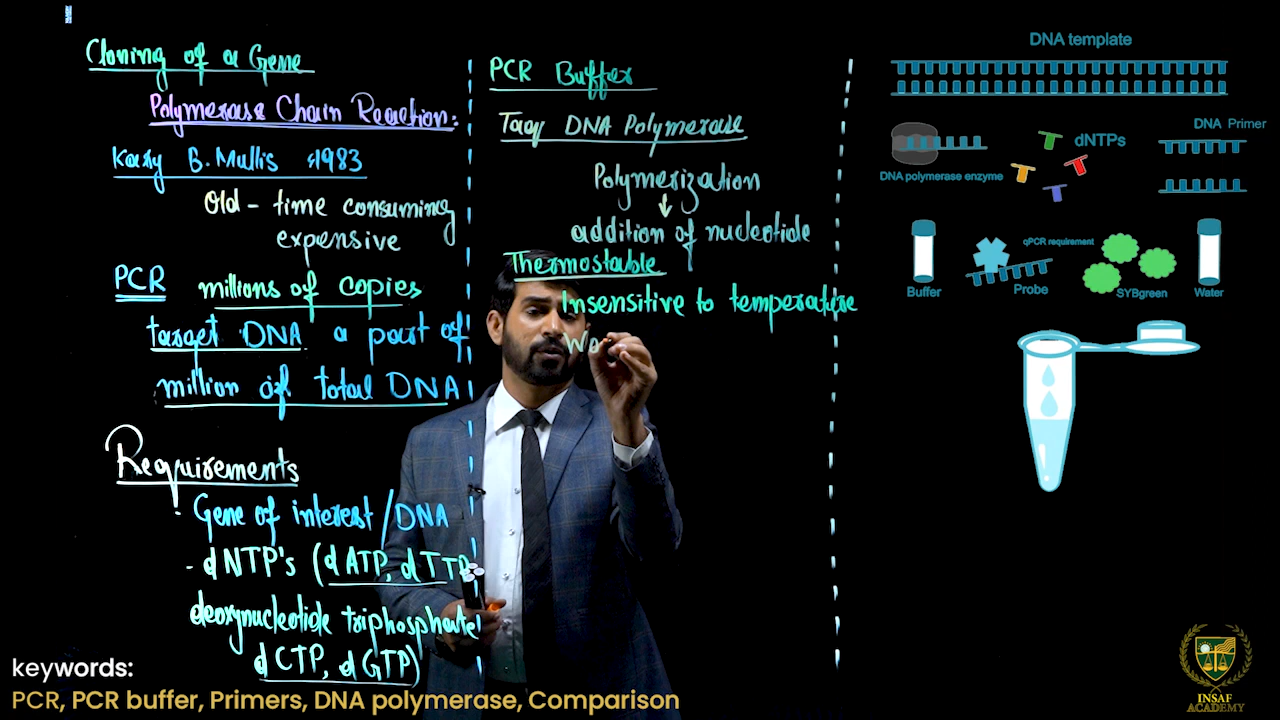 Cloning of a Gene
Polymerase Chain Reaction:
Kary B. Mullis 1983
Old - time consuming
expensive
PCR millions of copies
target DNA a part of
million of total DNA
Requirements
· Gene of interest / DNA
- dNTP's (dATP, dTTP
deoxynucleotide triphosphate
dCTP, dGTP)
PCR Buffer
Taq DNA Polymerase
Polymerization
↓
addition of nucleotide
Thermostable
Insensitive to temperature
Wo
DNA template
DNA polymerase enzyme
dNTPs
DNA Primer
Buffer
qPCR requirement
Probe
SYBgreen
Water
keywords:
PCR, PCR buffer, Primers, DNA polymerase, Comparison
INSAF
ACADEMY